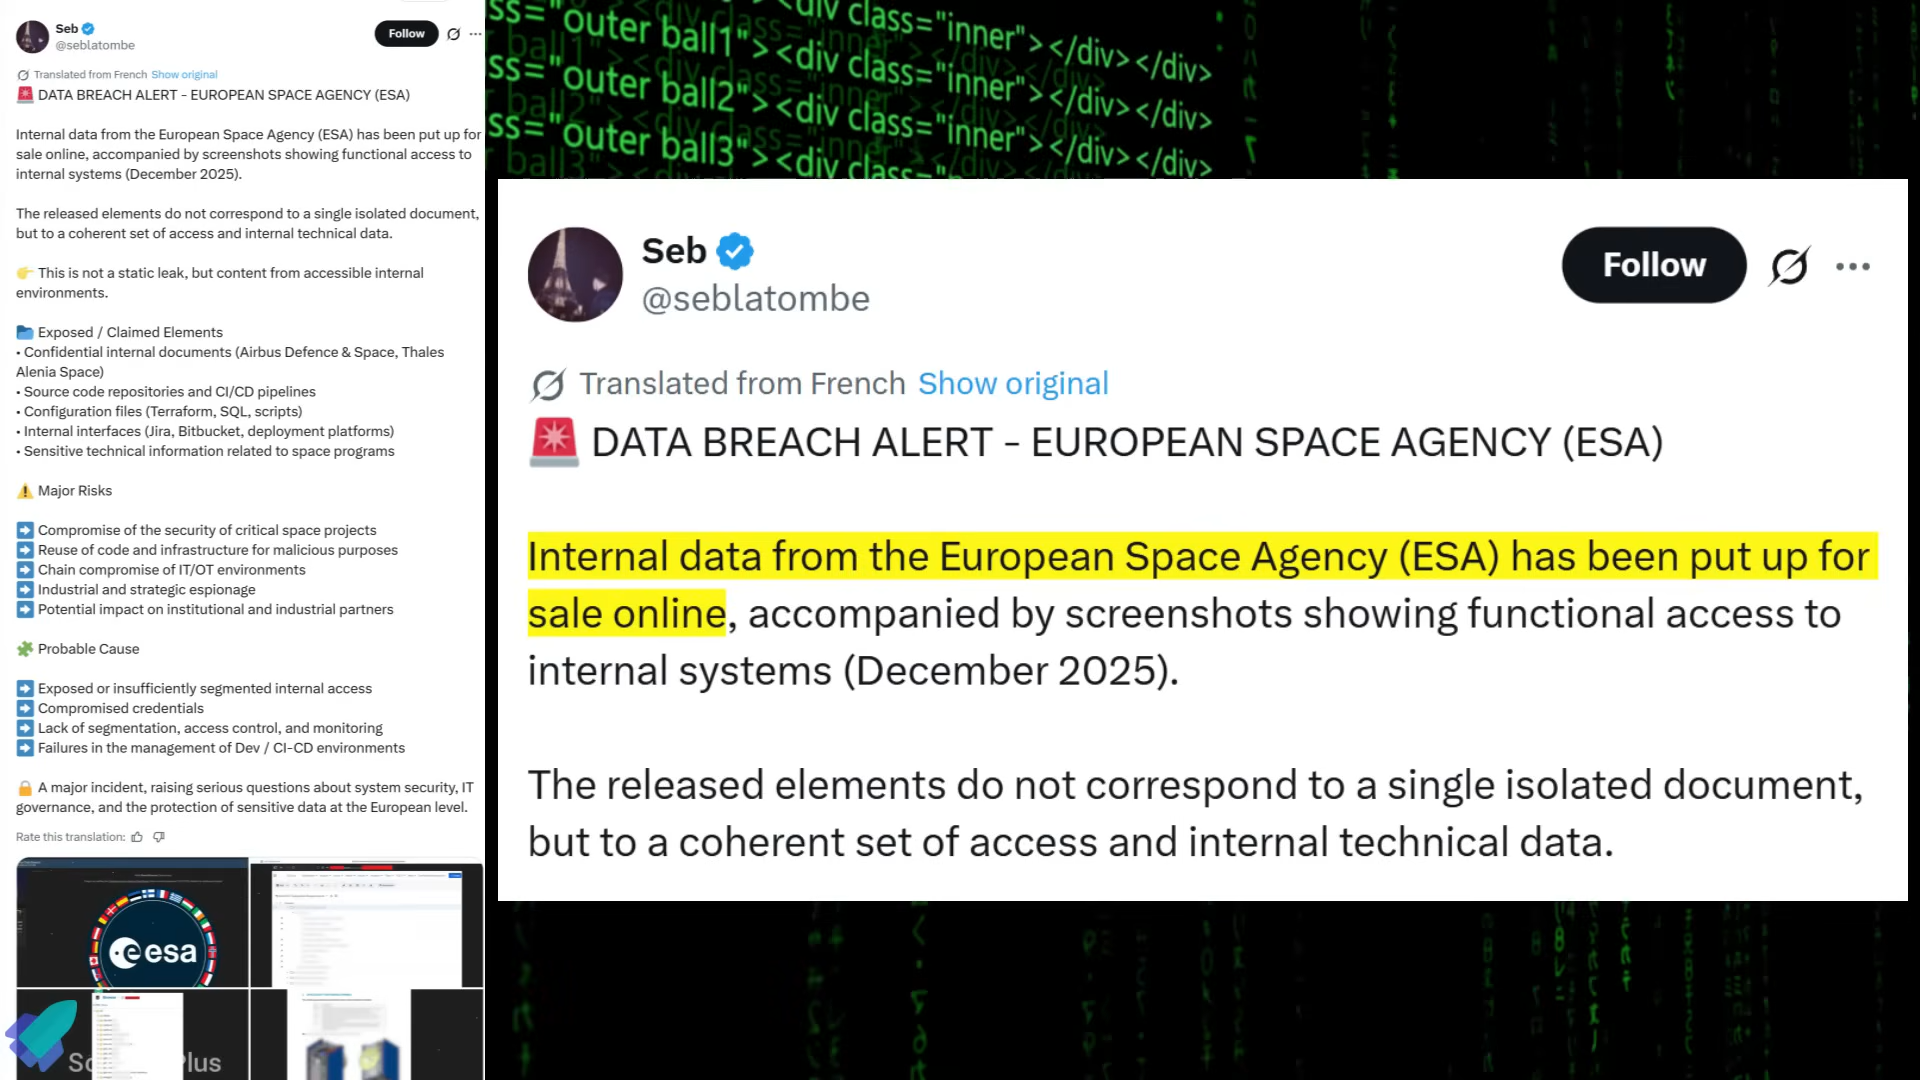 Seb
@seblatombe
Follow
Translated from French Show original
DATA BREACH ALERT - EUROPEAN SPACE AGENCY (ESA)
Internal data from the European Space Agency (ESA) has been put up for
sale online, accompanied by screenshots showing functional access to
internal systems (December 2025).
The released elements do not correspond to a single isolated document,
but to a coherent set of access and internal technical data.
This is not a static leak, but content from accessible internal
environments.
Exposed / Claimed Elements
• Confidential internal documents (Airbus Defence & Space, Thales
Alenia Space)
• Source code repositories and CI/CD pipelines
• Configuration files (Terraform, SQL, scripts)
• Internal interfaces (Jira, Bitbucket, deployment platforms)
• Sensitive technical information related to space programs
Major Risks
Compromise of the security of critical space projects
Reuse of code and infrastructure for malicious purposes
Chain compromise of IT/OT environments
Industrial and strategic espionage
Potential impact on institutional and industrial partners
Probable Cause
Exposed or insufficiently segmented internal access
Compromised credentials
Lack of segmentation, access control, and monitoring
Failures in the management of Dev / CI-CD environments
A major incident, raising serious questions about system security, IT
governance, and the protection of sensitive data at the European level.
Rate this translation:
esa
ss="outer ball1"><div class="inner"></div></div>
ss="outer ball2"><div class="inner"></div></div>
ss="outer ball3"><div class="inner"></div></div>
Seb
@seblatombe
Follow
Translated from French Show original
DATA BREACH ALERT - EUROPEAN SPACE AGENCY (ESA)
Internal data from the European Space Agency (ESA) has been put up for
sale online, accompanied by screenshots showing functional access to
internal systems (December 2025).
The released elements do not correspond to a single isolated document,
but to a coherent set of access and internal technical data.